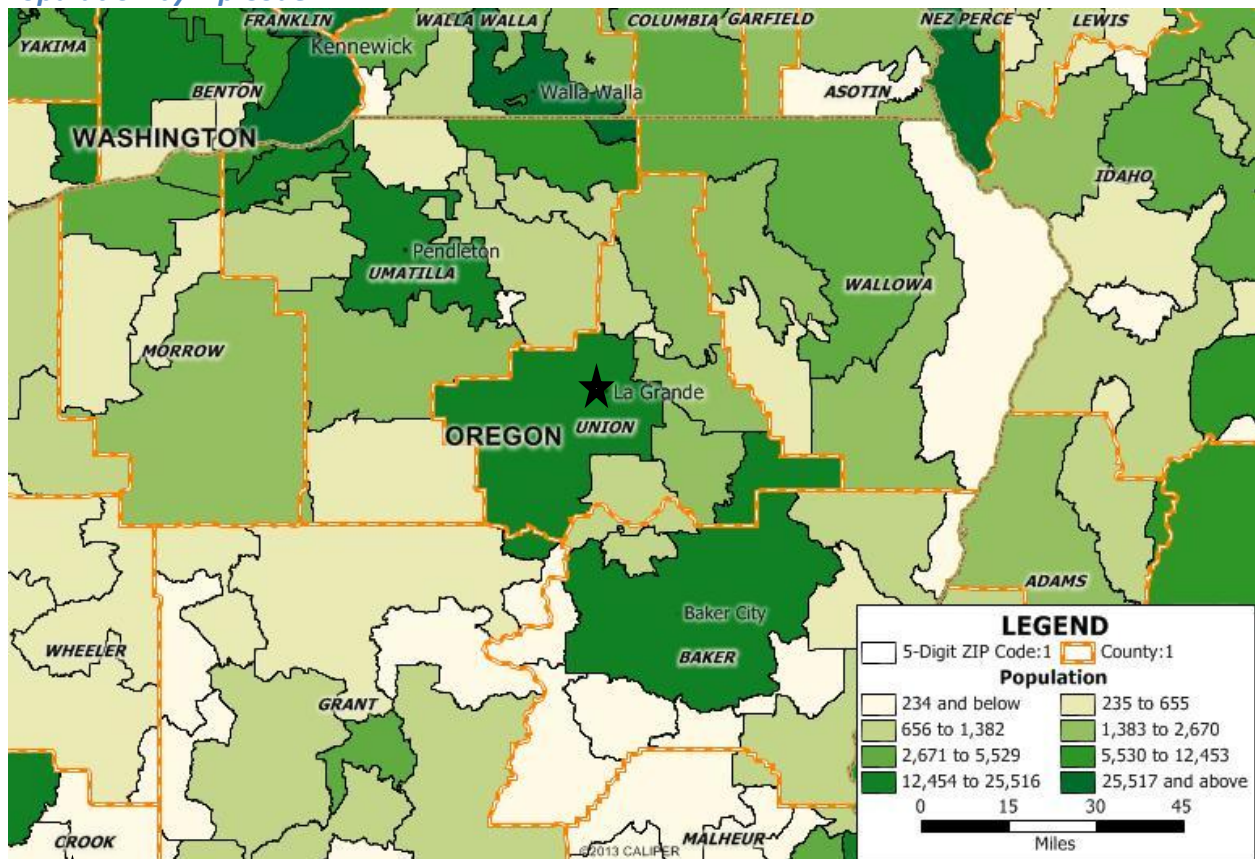 FRANKLIN
WALLA WALLA
COLUMBIA
GARFIELD
NEZ PERCE
LEWIS
YAKIMA
Kennewick
BENTON
Walla Walla
ASOTIN
WASHINGTON
IDAHO
Pendleton
UMATILLA
WALLOWA
MORROW
La Grande
UNION
OREGON
ADAMS
Baker City
WHEELER
BAKER
GRANT
CROOK
MALHEUR
©2013 CALIPER
LEGEND
5-Digit ZIP Code:1 County:1
Population
234 and below 235 to 655
656 to 1,382 1,383 to 2,670
2,671 to 5,529 5,530 to 12,453
12,454 to 25,516 25,517 and above
0 15 30 45
Miles